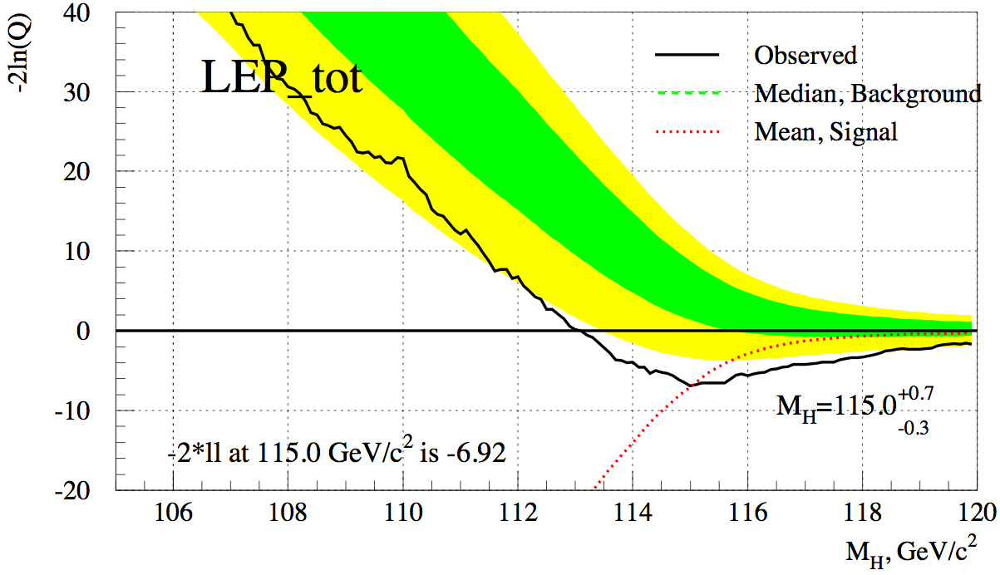 -2ln(Q)
40
30
20
10
0
-10
-20
LEP_tot
Observed
Median, Background
Mean, Signal
M_H=115.0^{+0.7}_{-0.3}
-2*ll at 115.0 GeV/c² is -6.92
106 108 110 112 114 116 118 120
M_H, GeV/c²